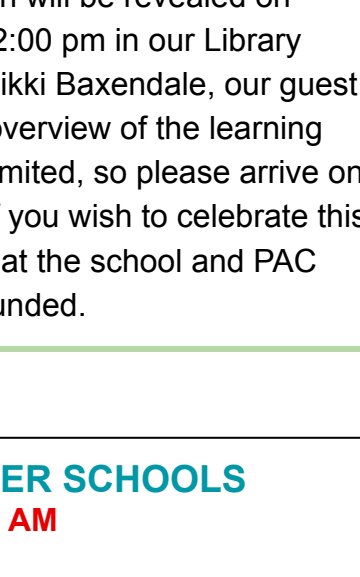 will be revealed on
2:00 pm in our Library
ikki Baxendale, our guest
overview of the learning
mited, so please arrive on
you wish to celebrate this
at the school and PAC
unded.
ER SCHOOLS
AM